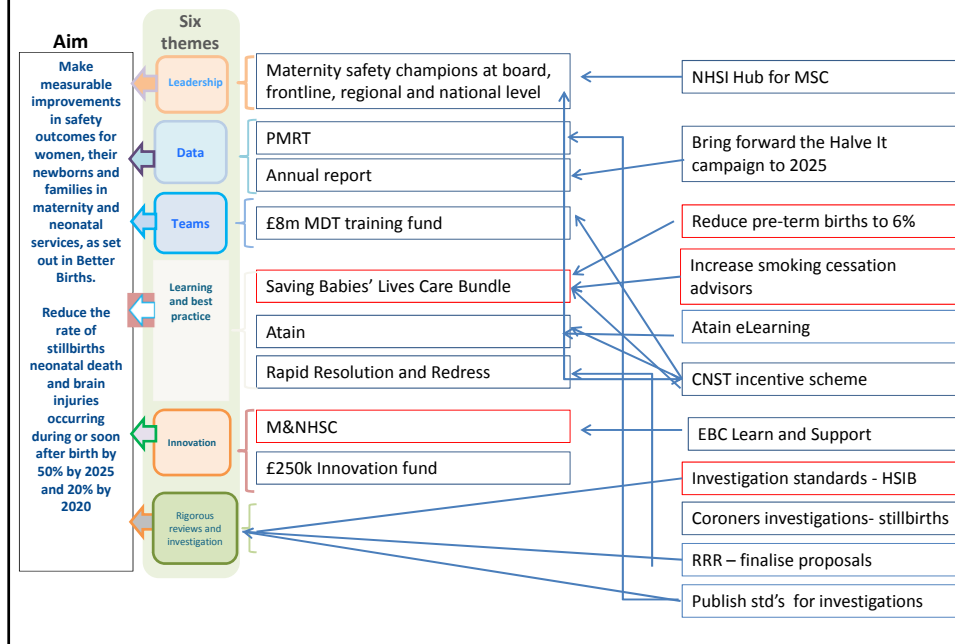 Aim
Make
measurable
improvements
in safety
outcomes for
women, their
newborns and
families in
maternity and
neonatal
services, as set
out in Better
Births.
Reduce the
rate of
stillbirths
neonatal death
and brain
injuries
occurring
during or soon
after birth by
50% by 2025
and 20% by
2020
Six
themes
Leadership
Data
Teams
Learning
and best
practice
Innovation
Rigorous
reviews and
investigation
Maternity safety champions at board,
frontline, regional and national level
PMRT
Annual report
£8m MDT training fund
Saving Babies’ Lives Care Bundle
Atain
Rapid Resolution and Redress
M&NHSC
£250k Innovation fund
NHSI Hub for MSC
Bring forward the Halve It
campaign to 2025
Reduce pre-term births to 6%
Increase smoking cessation
advisors
Atain eLearning
CNST incentive scheme
EBC Learn and Support
Investigation standards - HSIB
Coroners investigations- stillbirths
RRR – finalise proposals
Publish std’s for investigations